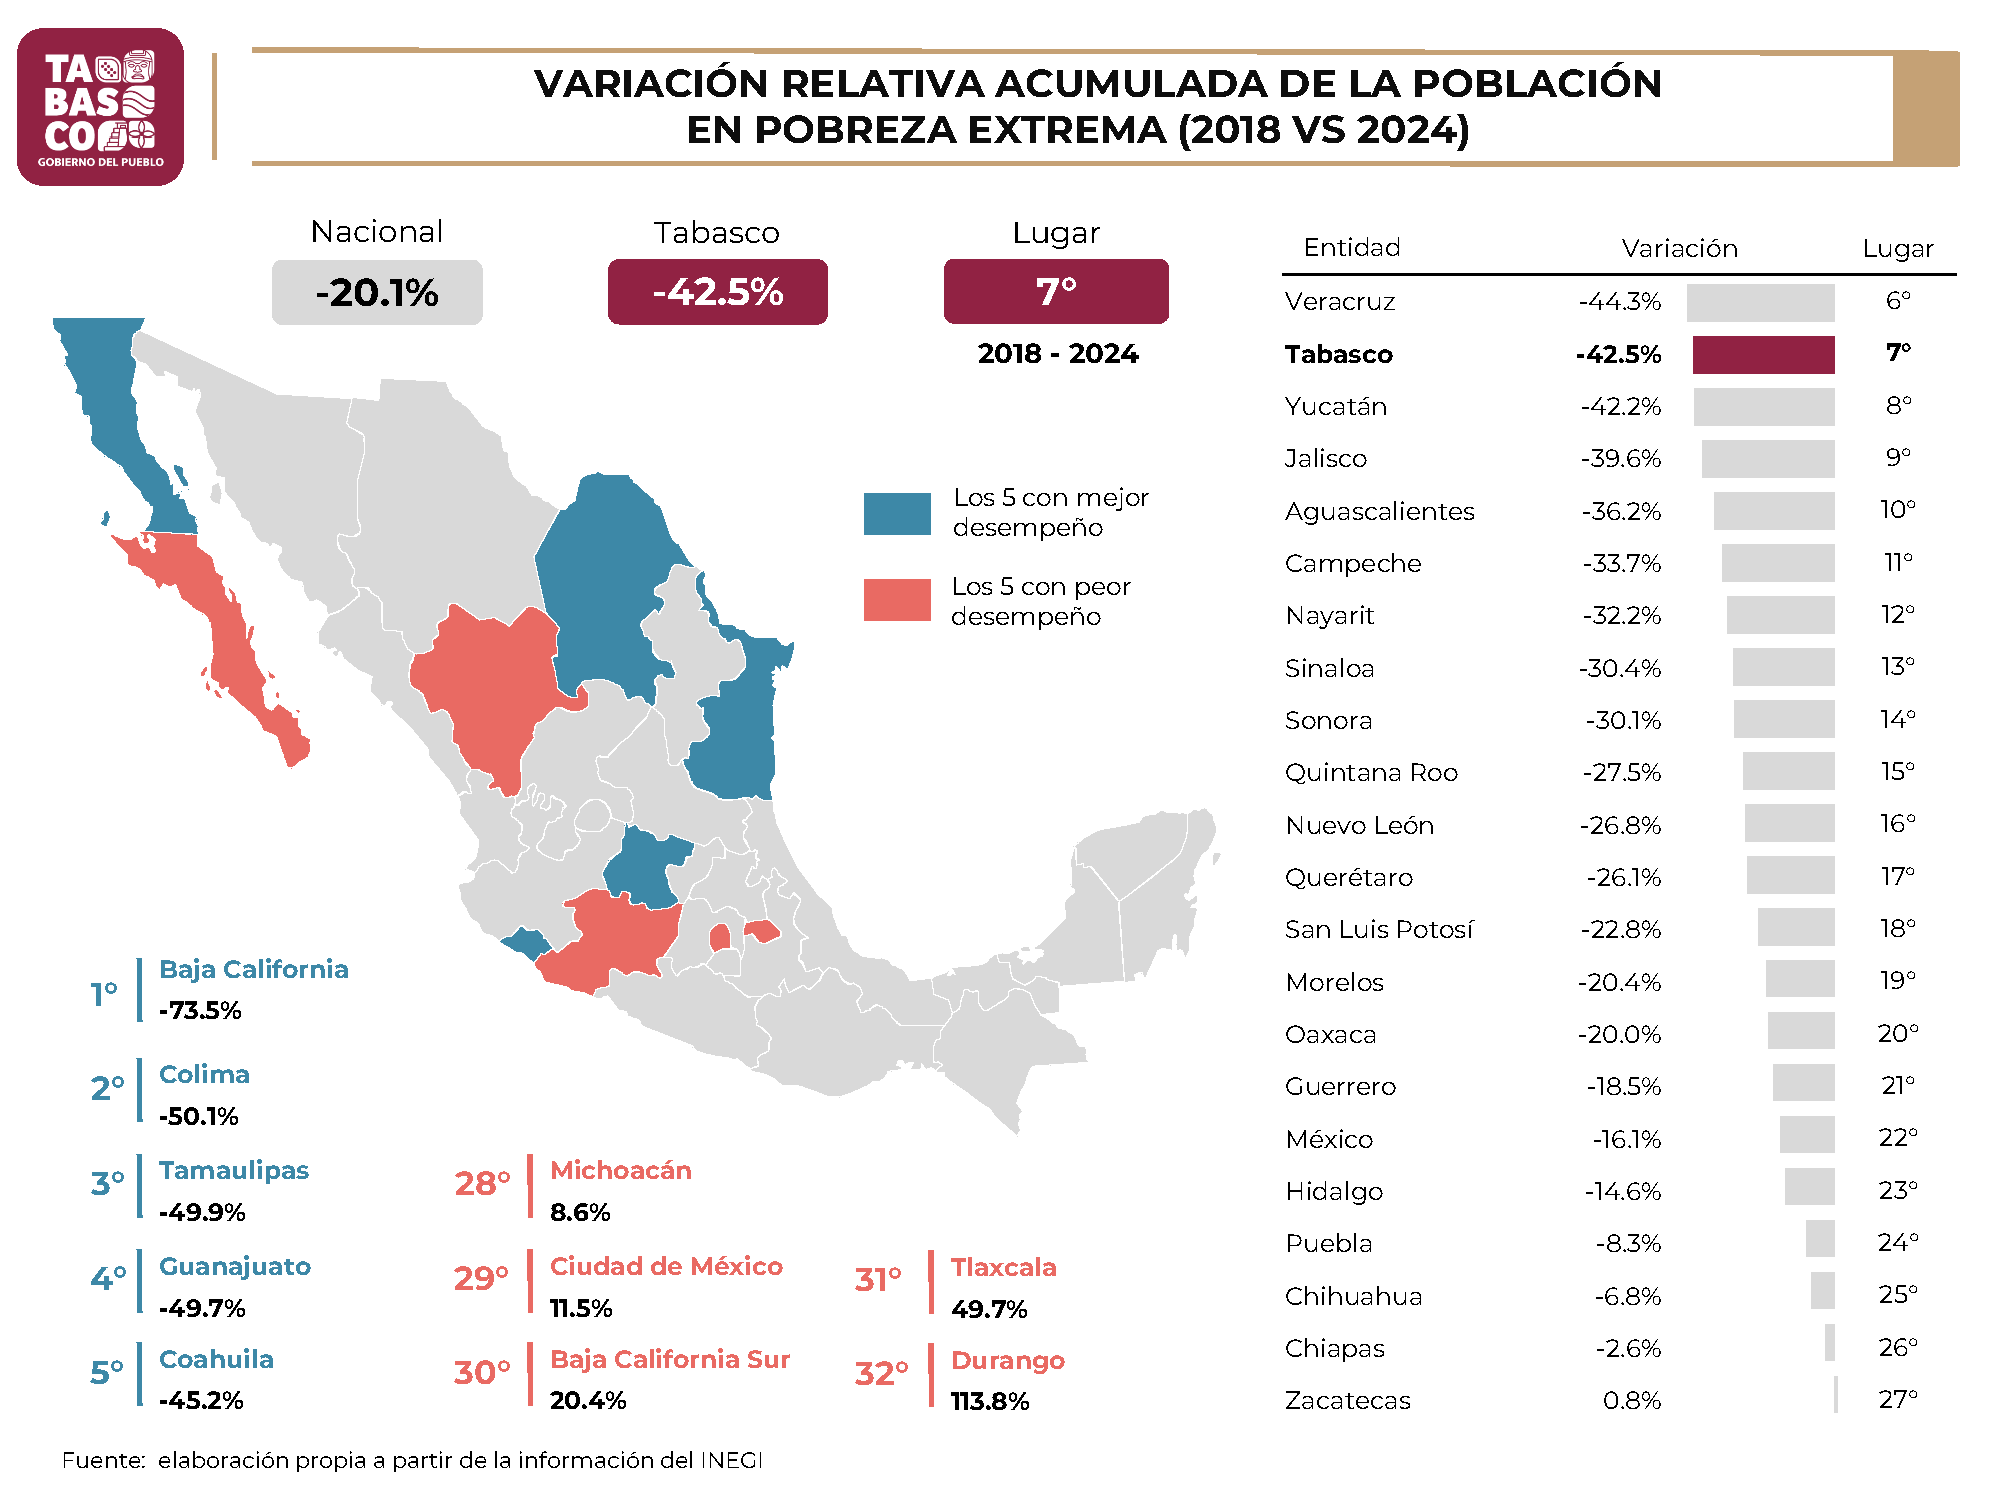 TA
BAS
CO
GOBIERNO DEL PUEBLO
VARIACIÓN RELATIVA ACUMULADA DE LA POBLACIÓN
EN POBREZA EXTREMA (2018 VS 2024)
Nacional
-20.1%
Tabasco
-42.5%
Lugar
7°
2018 - 2024
Los 5 con mejor
desempeño
Los 5 con peor
desempeño
1°
Baja California
-73.5%
2°
Colima
-50.1%
3°
Tamaulipas
-49.9%
4°
Guanajuato
-49.7%
5°
Coahuila
-45.2%
28°
Michoacán
8.6%
29°
Ciudad de México
11.5%
30°
Baja California Sur
20.4%
31°
Tlaxcala
49.7%
32°
Durango
113.8%
Entidad Variación Lugar
Veracruz -44.3% 6°
Tabasco -42.5% 7°
Yucatán -42.2% 8°
Jalisco -39.6% 9°
Aguascalientes -36.2% 10°
Campeche -33.7% 11°
Nayarit -32.2% 12°
Sinaloa -30.4% 13°
Sonora -30.1% 14°
Quintana Roo -27.5% 15°
Nuevo León -26.8% 16°
Querétaro -26.1% 17°
San Luis Potosí -22.8% 18°
Morelos -20.4% 19°
Oaxaca -20.0% 20°
Guerrero -18.5% 21°
México -16.1% 22°
Hidalgo -14.6% 23°
Puebla -8.3% 24°
Chihuahua -6.8% 25°
Chiapas -2.6% 26°
Zacatecas 0.8% 27°
Fuente: elaboración propia a partir de la información del INEGI